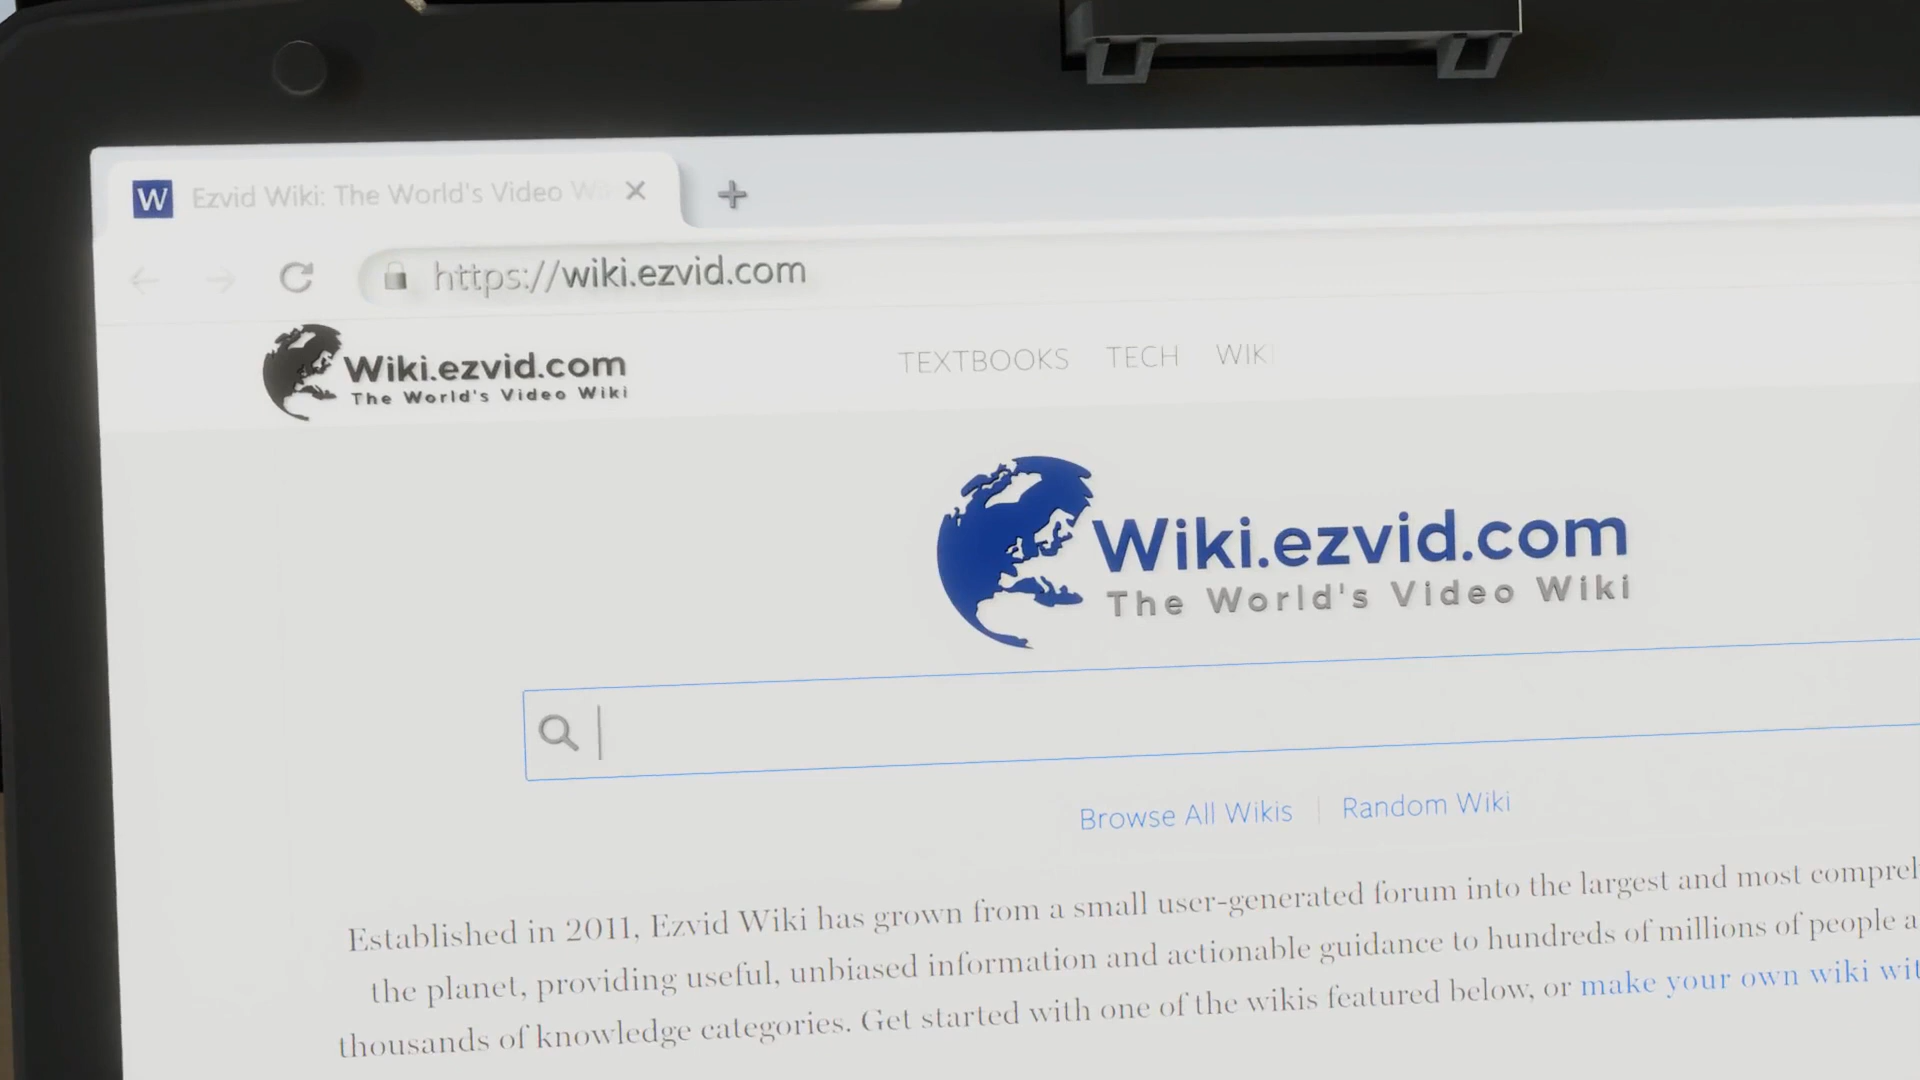 W Ezvid Wiki: The World's Video
https://wiki.ezvid.com
Wiki.ezvid.com
The World's Video Wiki
TEXTBOOKS TECH WIKI
Wiki.ezvid.com
The World's Video Wiki
Browse All Wikis | Random Wiki
Established in 2011, Ezvid Wiki has grown from a small user-generated forum into the largest and most
the planet, providing useful, unbiased information and actionable guidance to hundreds of millions of people
thousands of knowledge categories. Get started with one of the wikis featured below, or make your own wiki